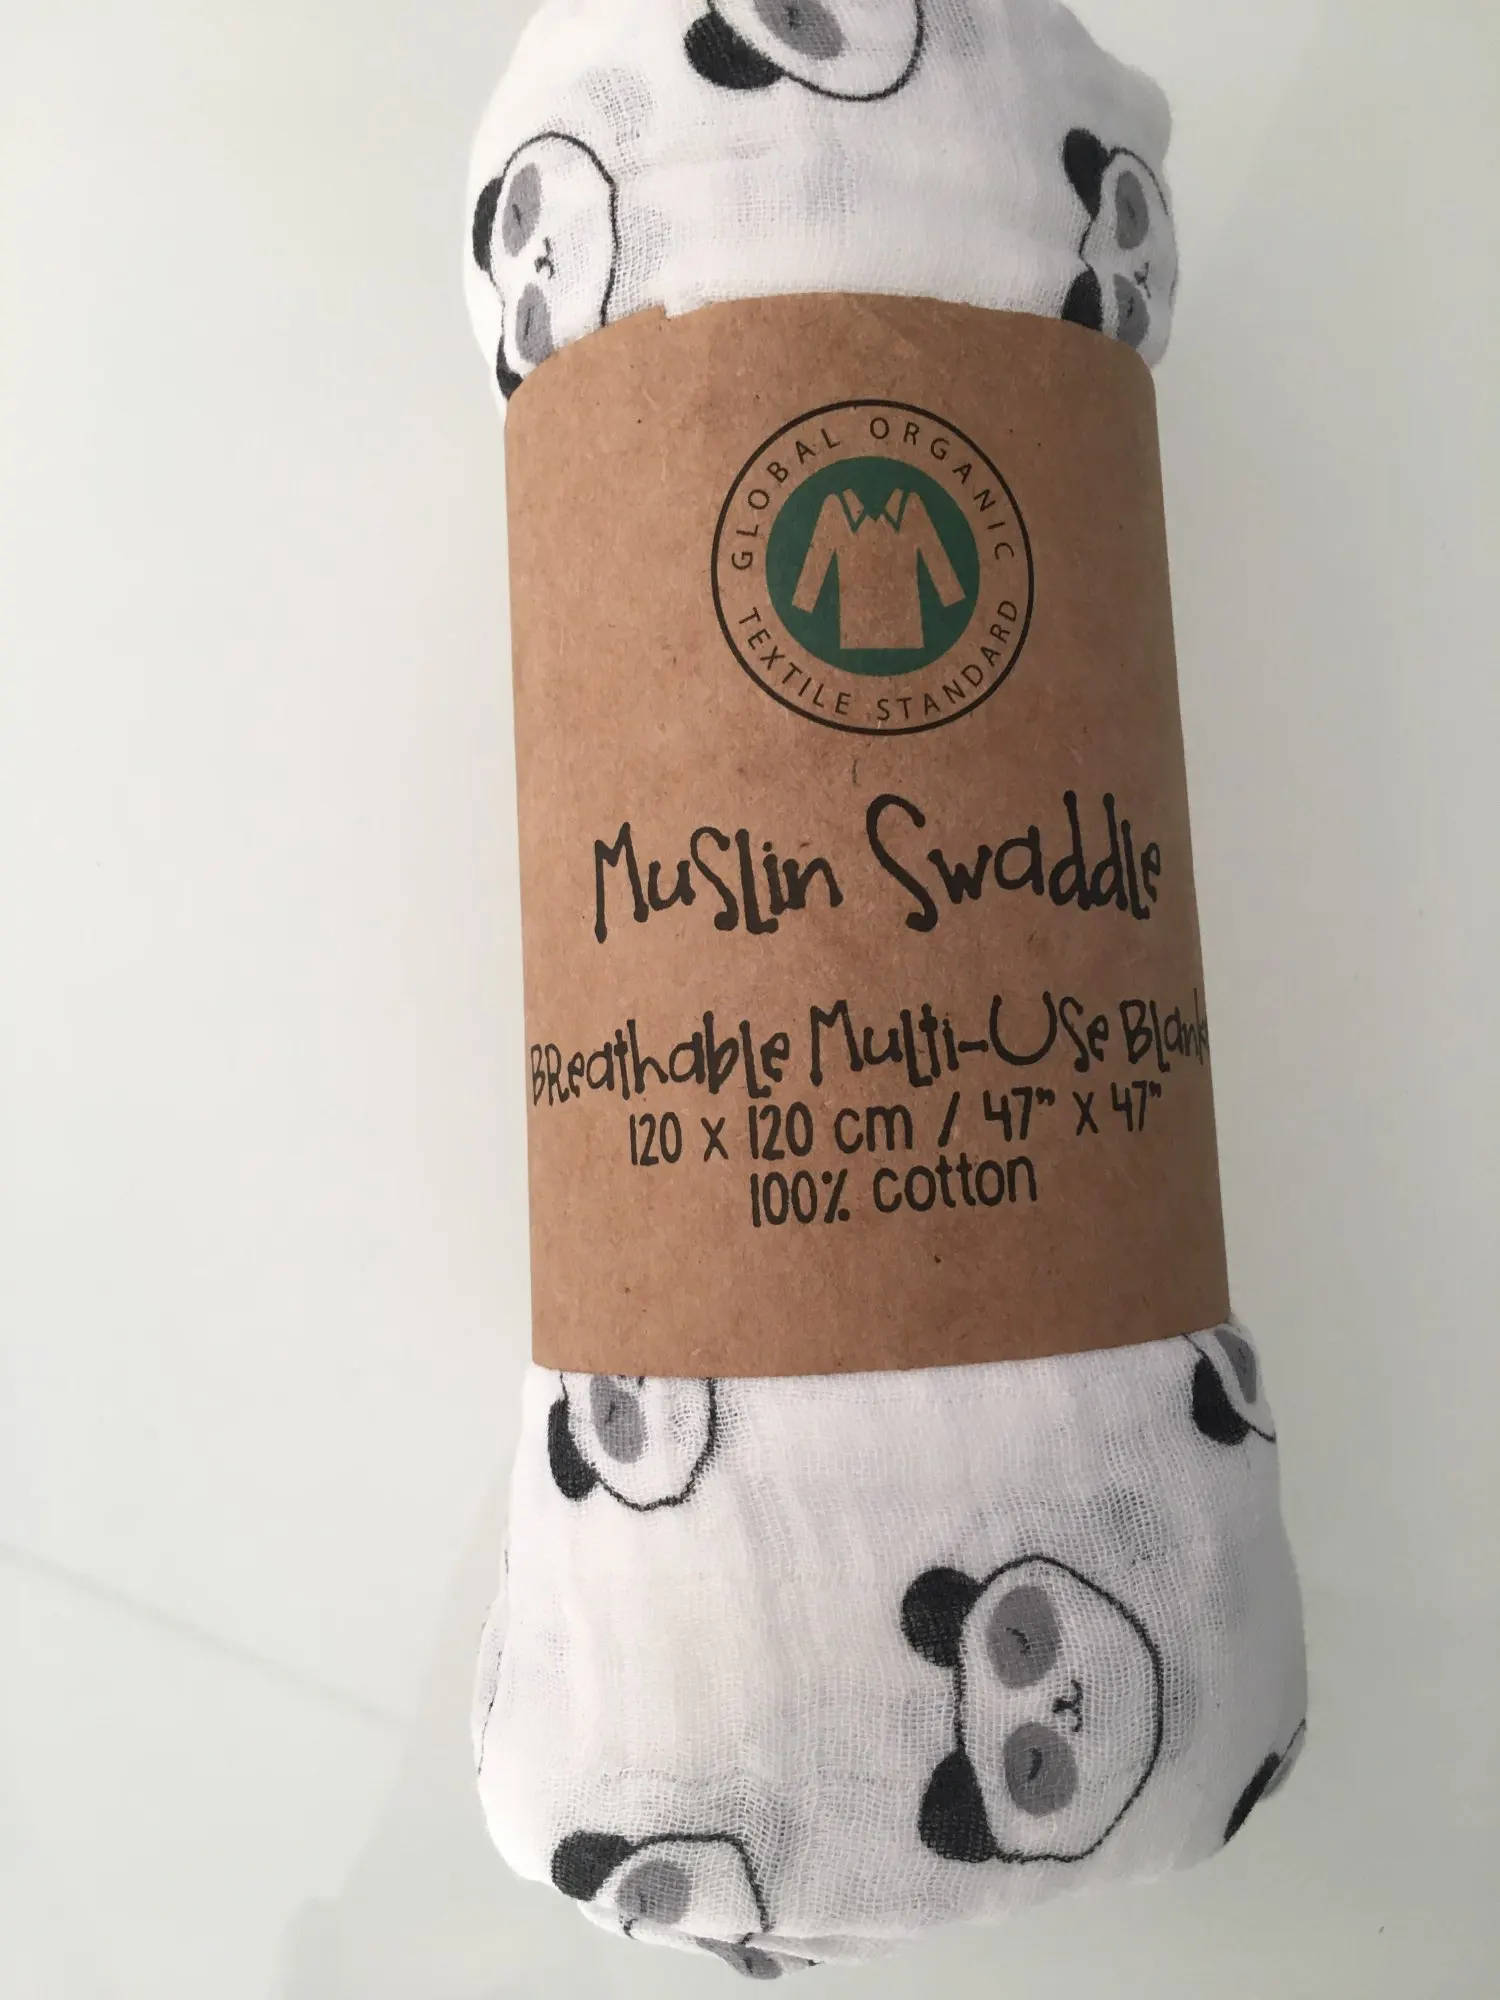 GLOBAL ORGANIC
TEXTILE STANDARD
Muslin Swaddle
Breathable Multi-Use
120 x 120 cm / 47" x 47"
100% cotton